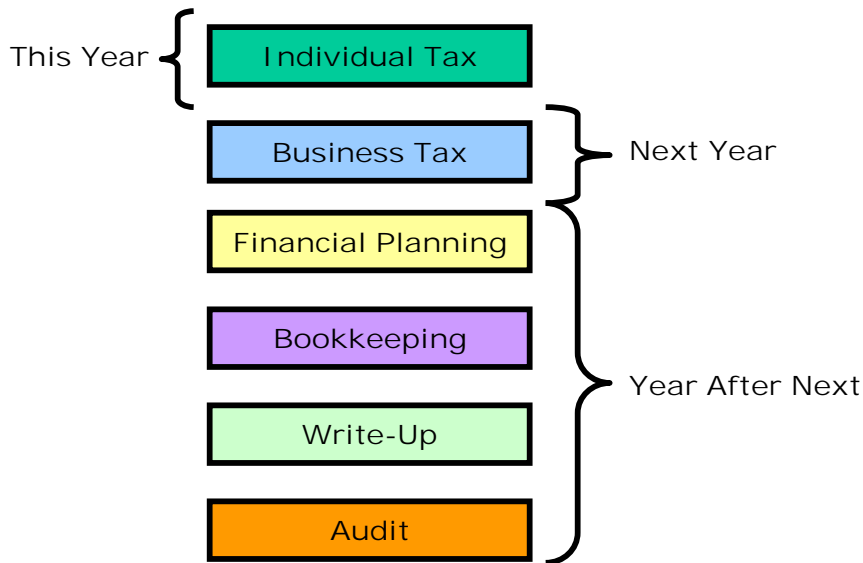 This Year
Individual Tax
Business Tax
Next Year
Financial Planning
Bookkeeping
Year After Next
Write-Up
Audit